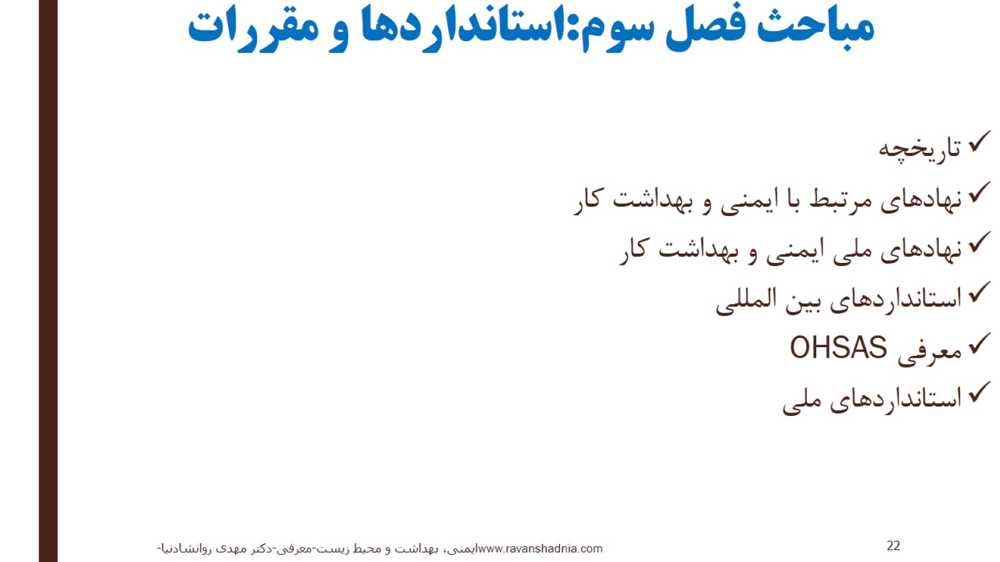 مباحث فصل سوم:استانداردها و مقررات
✓ تاریخچه
✓ نهادهای مرتبط با ایمنی و بهداشت کار
✓ نهادهای ملی ایمنی و بهداشت کار
✓ استانداردهای بین المللی
✓ معرفی OHSAS
✓ استانداردهای ملی
ایمنی، بهداشت و محیط زیست-معرفی-دکتر مهدی روانشادنیا-www.ravanshadnia.com
22